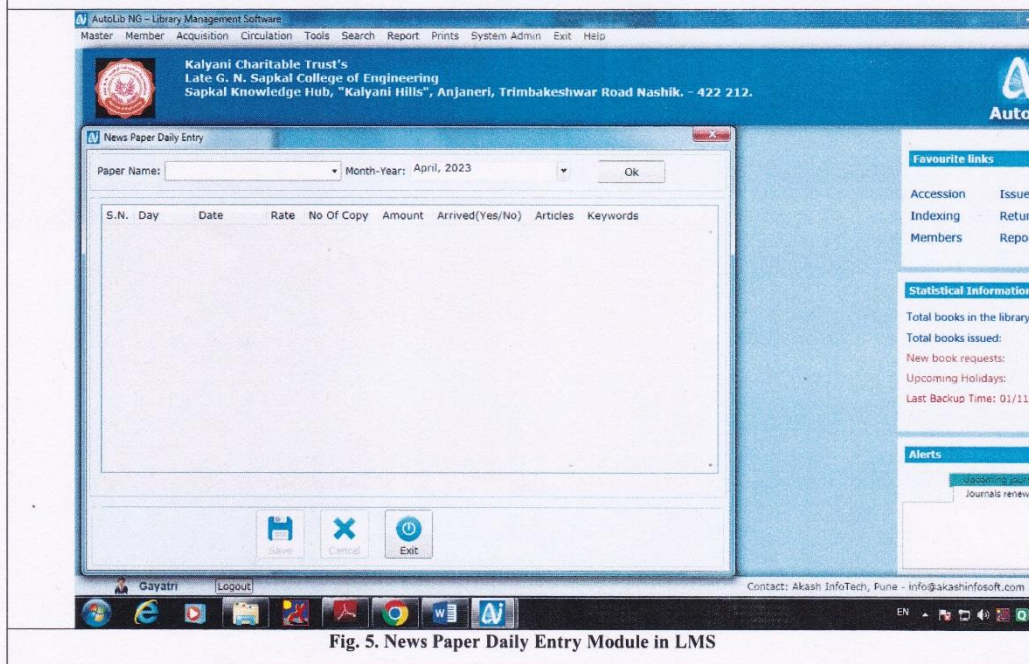 AutoLib NG – Library Management Software
Master Member Acquisition Circulation Tools Search Report Prints System Admin Exit Help
Kalyani Charitable Trust's
Late G. N. Sapkal College of Engineering
Sapkal Knowledge Hub, "Kalyani Hills", Anjaneri, Trimbakeshwar Road Nashik. - 422 212.
Auto
News Paper Daily Entry
Paper Name: Month-Year: April, 2023 Ok
S.N. Day Date Rate No Of Copy Amount Arrived(Yes/No) Articles Keywords
Favourite links
Accession Issue
Indexing Retur
Members Repo
Statistical Information
Total books in the library
Total books issued:
New book requests:
Upcoming Holidays:
Last Backup Time: 01/11
Alerts
Upcoming jour
Journals renew
Save Cancel Exit
Gayatri Logout
Contact: Akash InfoTech, Pune - info@akashinfosoft.com
EN
Fig. 5. News Paper Daily Entry Module in LMS